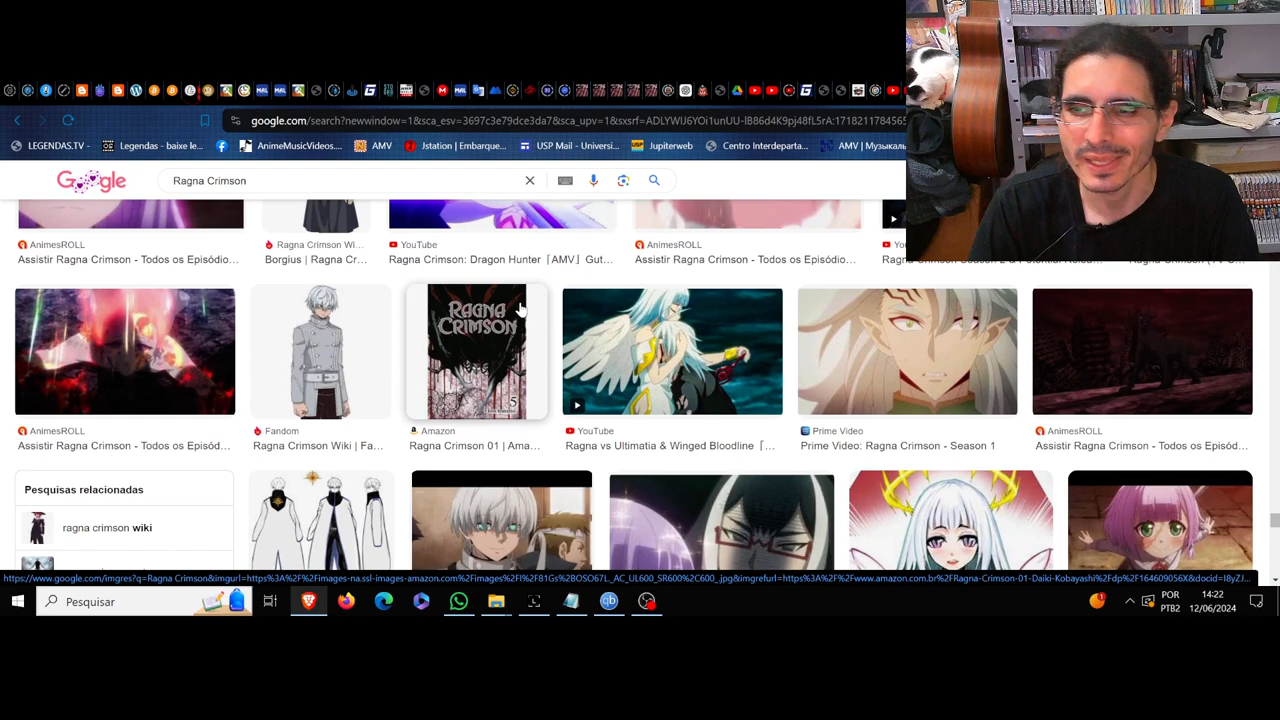 google.com/search?newwindow=1&sca_esv=3697c3e79dce3da7&sca_upv=1&sxsrf=ADLYWIJ6YOi1unUU-IB86d4K9pj48fL5rA:1718211784565
LEGENDAS.TV -
Legendas - baixe le...
AnimeMusicVideos....
AMV
Jstation | Embarque...
USP Mail - Universi...
Jupiterweb
Centro Interdeparta...
AMV | Музыкаль
Google
Ragna Crimson
AnimesROLL
Assistir Ragna Crimson - Todos os Episódio...
Ragna Crimson Wi...
Borgius | Ragna Cr...
YouTube
Ragna Crimson: Dragon Hunter「AMV」Gut...
AnimesROLL
Assistir Ragna Crimson - Todos os Episódio...
RAGNA
CRIMSON
5
AnimesROLL
Assistir Ragna Crimson - Todos os Episód...
Fandom
Ragna Crimson Wiki | Fa...
Amazon
Ragna Crimson 01 | Ama...
YouTube
Ragna vs Ultimatia & Winged Bloodline「...
Prime Video
Prime Video: Ragna Crimson - Season 1
AnimesROLL
Assistir Ragna Crimson - Todos os Episód...
Pesquisas relacionadas
ragna crimson wiki
https://www.google.com/imgres?q=Ragna Crimson&imgurl=https%3A%2F%2Fimages-na.ssl-images-amazon.com%2Fimages%2FI%2F81Gs%2BOSO67L_AC_UL600_SR600%2C600_.jpg&imgrefurl=https%3A%2F%2Fwww.amazon.com.br%2FRagna-Crimson-01-Daiki-Kobayashi%2Fdp%2F164609056X&docid=I8yZJ...
Pesquisar
POR
PTB2
14:22
12/06/2024